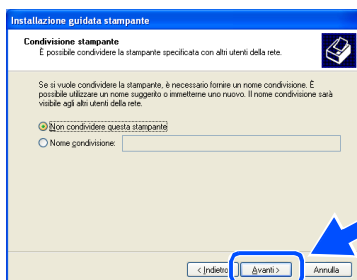 Installazione guidata stampante
Condivisione stampante
È possibile condividere la stampante specificata con altri utenti della rete.
Se si vuole condividere la stampante, è necessario fornire un nome condivisione. È
possibile utilizzare un nome suggerito o immetterne uno nuovo. Il nome condivisione sarà
visibile agli altri utenti della rete.
Non condividere questa stampante
Nome condivisione:
< Indietro
Avanti >
Annulla